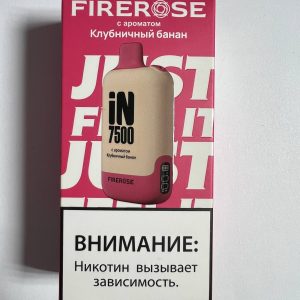 FIREROSE
с ароматом
Клубничный банан
JUST
iN
7500
с ароматом
Клубничный банан
FIREROSE
JUST
ВНИМАНИЕ:
Никотин вызывает
зависимость.